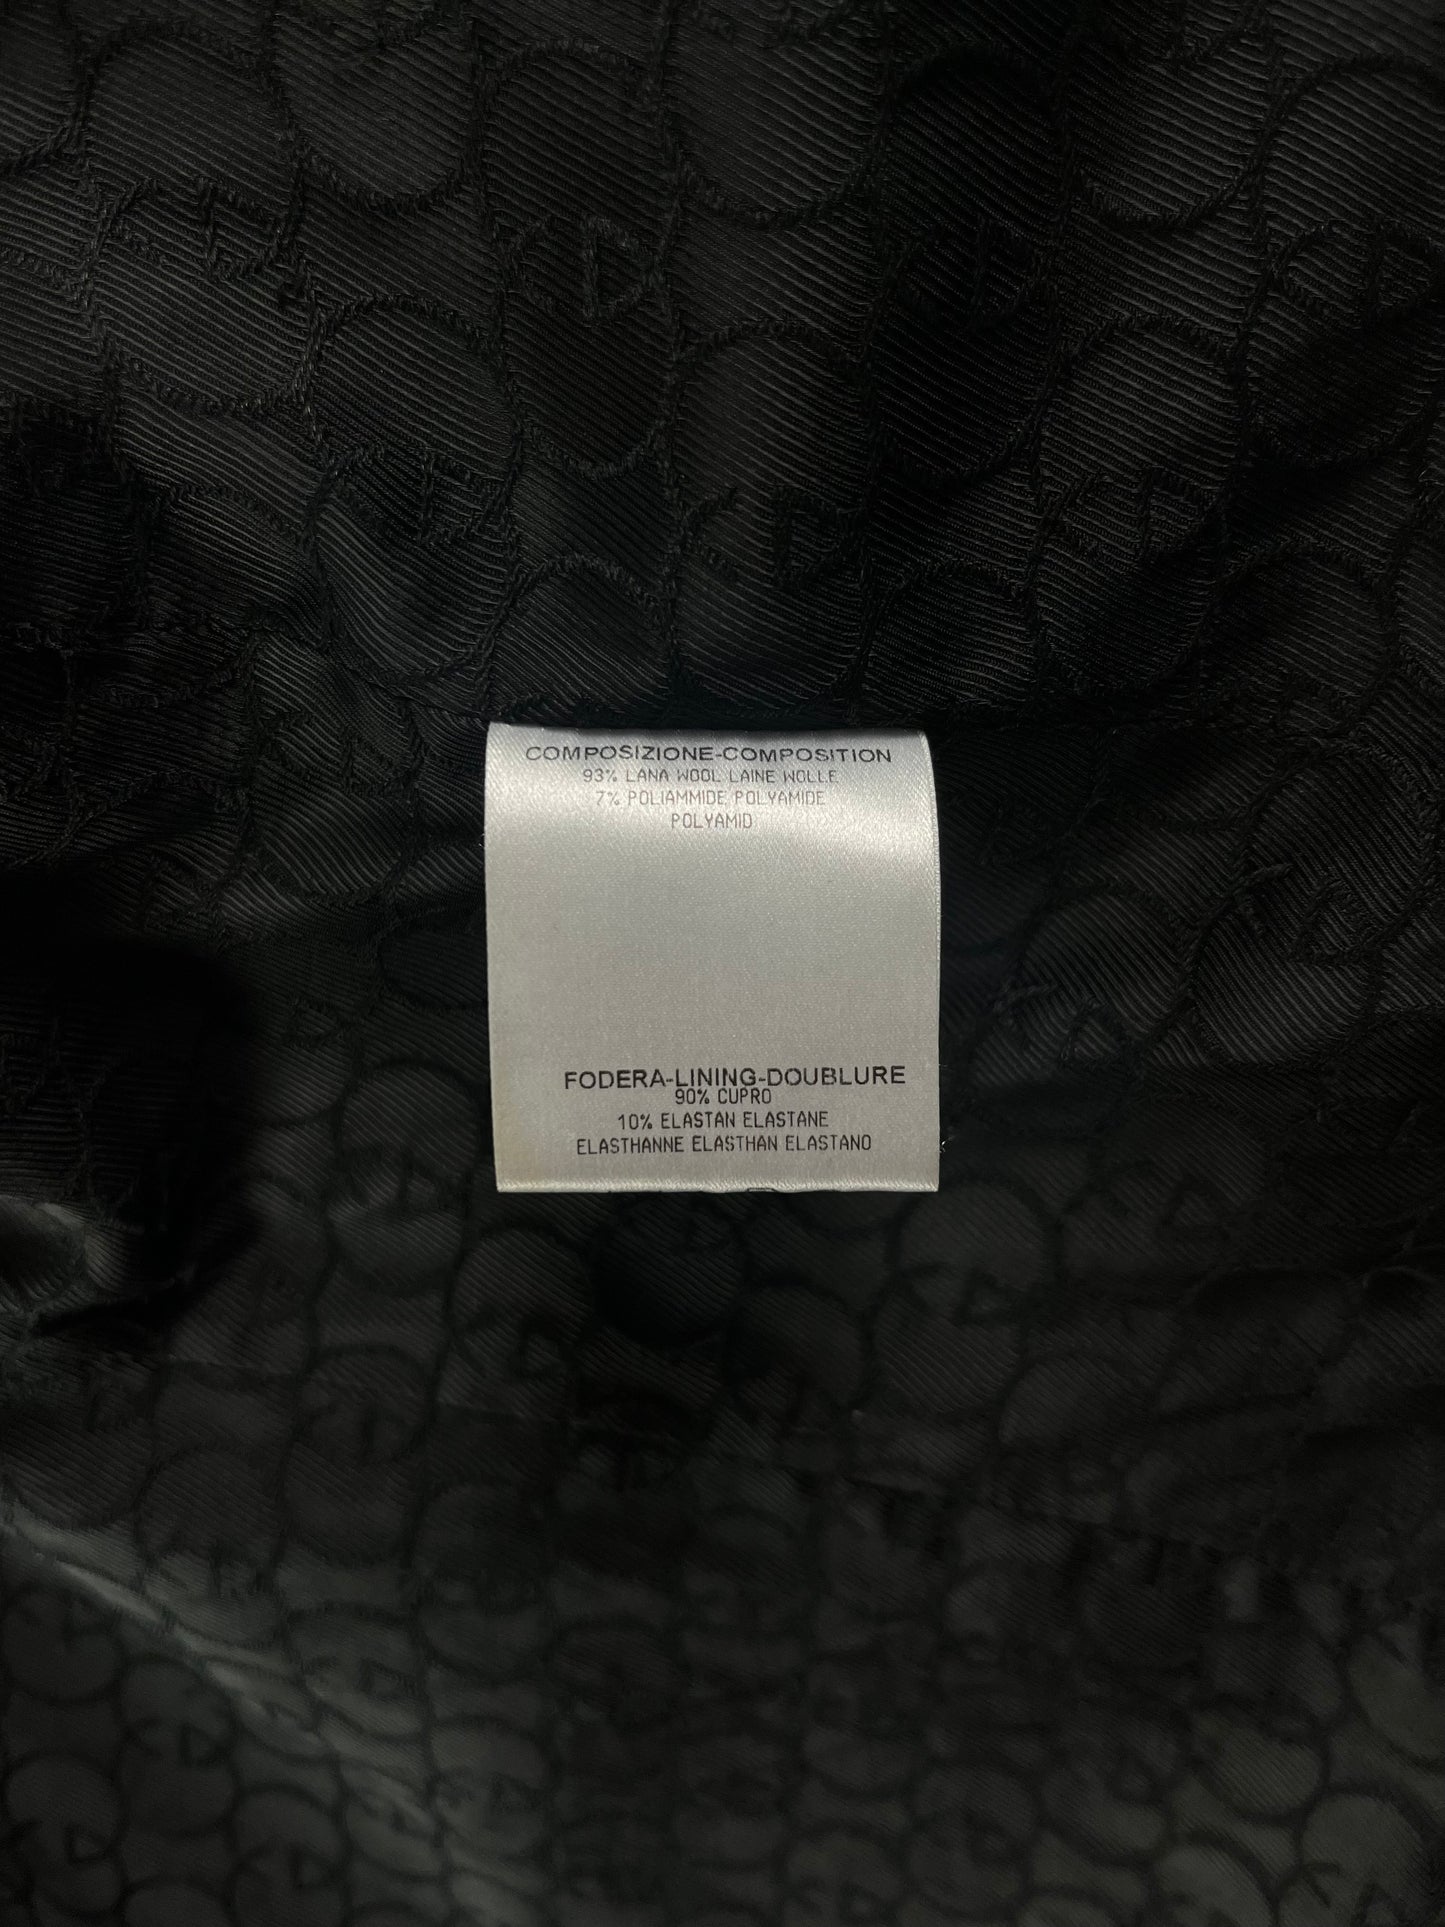 COMPOSIZIONE-COMPOSITION
93% LANA WOOL LAINE WOLLE
7% POLIAMMIDE POLYAMIDE
POLYAMID
FODERA-LINING-DOUBLURE
90% CUPRO
10% ELASTAN ELASTANE
ELASTHANNE ELASTHAN ELASTANO